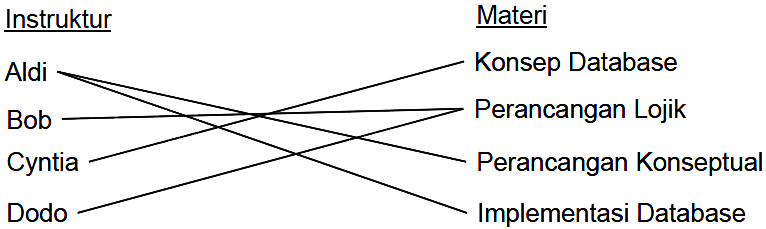 Instruktur
Materi
Aldi
Konsep Database
Bob
Perancangan Lojik
Cyntia
Perancangan Konseptual
Dodo
Implementasi Database